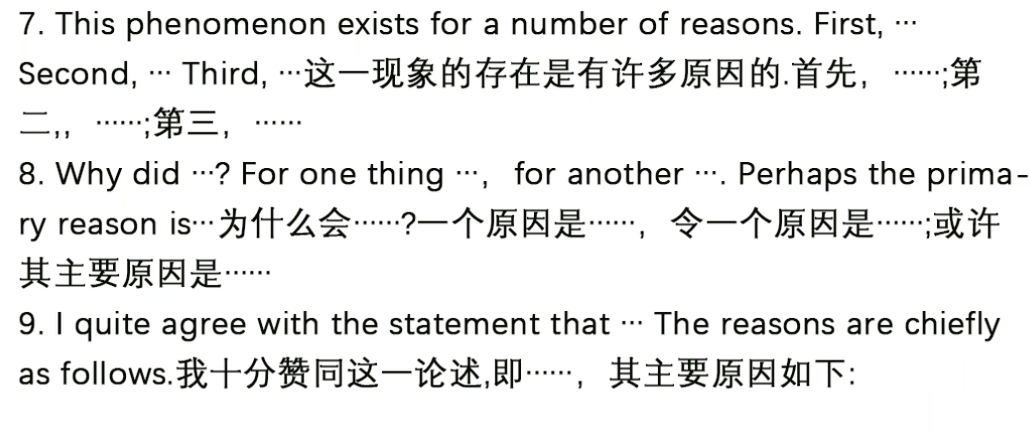 7. This phenomenon exists for a number of reasons. First, ···
Second, ··· Third, ···这一现象的存在是有许多原因的.首先，······;第
二,，······;第三，······
8. Why did ···? For one thing ···，for another ···. Perhaps the prima-
ry reason is···为什么会······?一个原因是······，令一个原因是······;或许
其主要原因是······
9. I quite agree with the statement that ··· The reasons are chiefly
as follows.我十分赞同这一论述,即······，其主要原因如下: